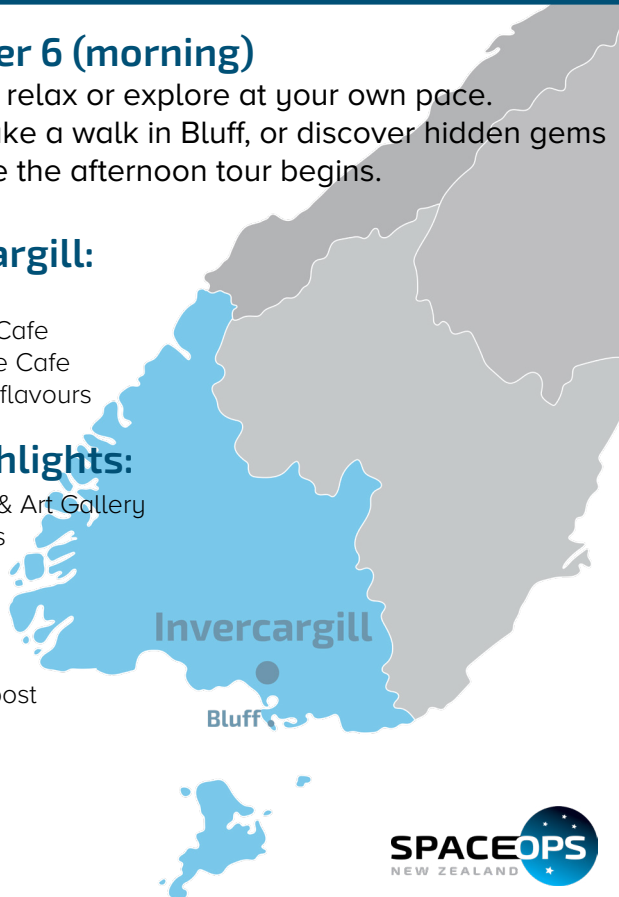 er 6 (morning)
relax or explore at your own pace.
ke a walk in Bluff, or discover hidden gems
e the afternoon tour begins.
argill:
Cafe
e Cafe
flavours
hlights:
& Art Gallery
s
Invercargill
ost
Bluff
SPACEOPS
NEW ZEALAND